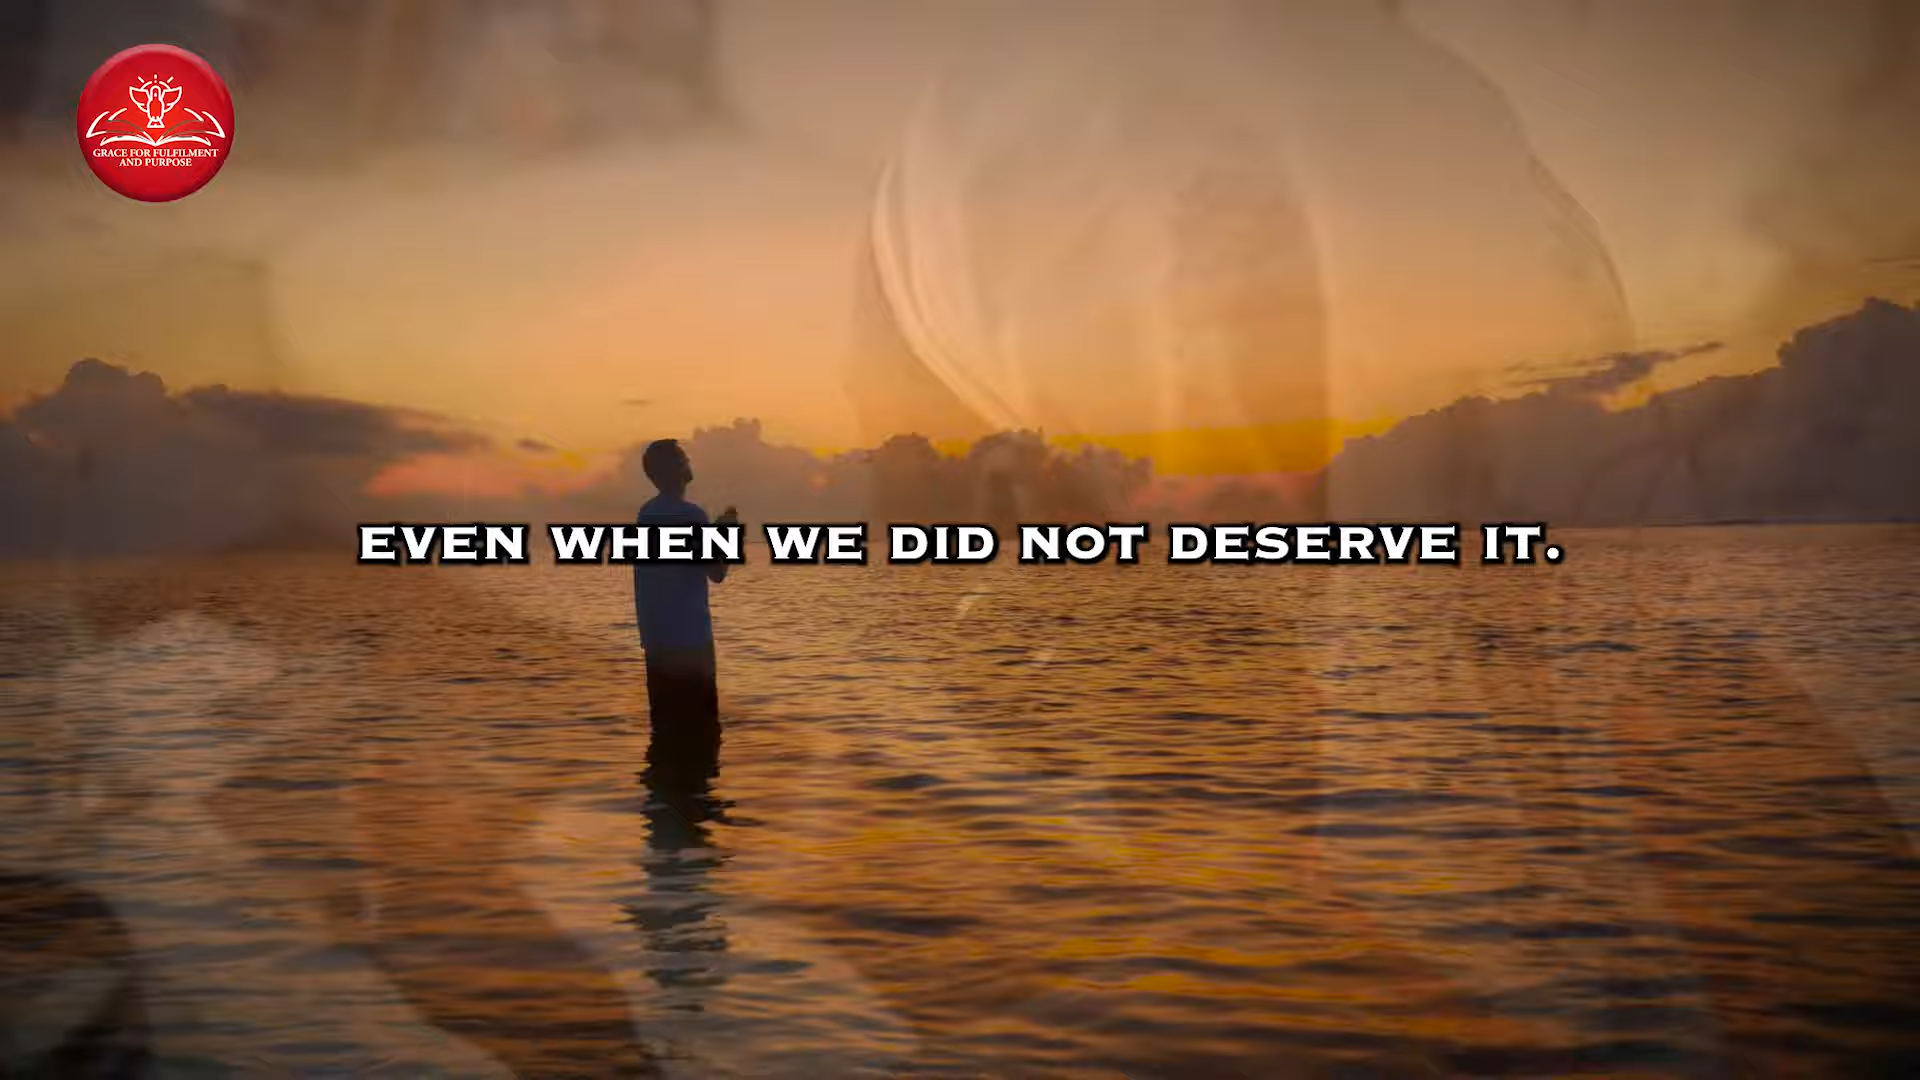 GRACE FOR FULFILMENT
AND PURPOSE
EVEN WHEN WE DID NOT DESERVE IT.